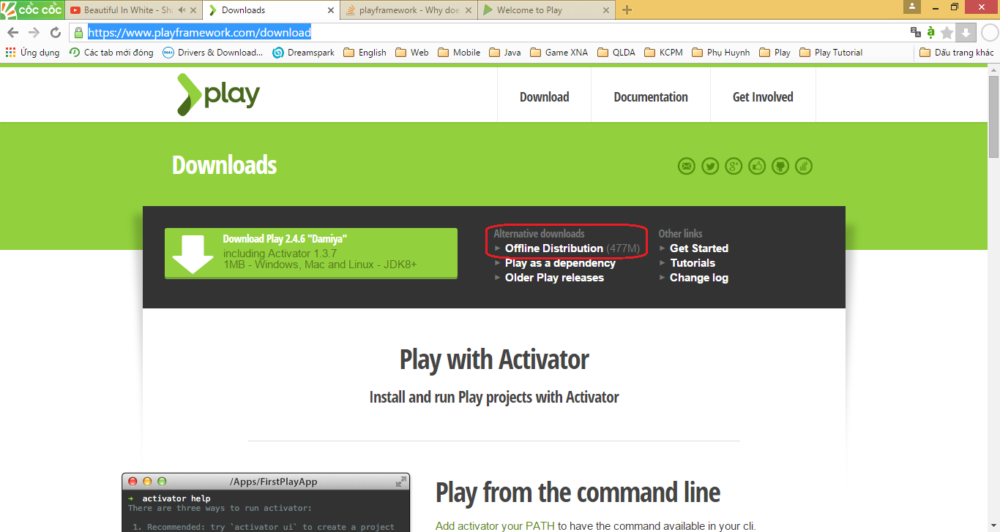 cốc cốc
Beautiful In White - Sha
Downloads
playframework - Why doe
Welcome to Play
https://www.playframework.com/download
Ứng dụng
Các tab mới đóng
Drivers & Download...
Dreamspark
English
Web
Mobile
Java
Game XNA
QLDA
KCPM
Phụ Huynh
Play
Play Tutorial
Dấu trang khác
play
Download
Documentation
Get Involved
Downloads
Download Play 2.4.6 "Damiya"
including Activator 1.3.7
1MB - Windows, Mac and Linux - JDK8+
Alternative downloads
Offline Distribution (477M)
Play as a dependency
Older Play releases
Other links
Get Started
Tutorials
Change log
Play with Activator
Install and run Play projects with Activator
/Apps/FirstPlayApp
→ activator help
There are three ways to run activator:
1. Recommended: try `activator ui` to create a project
Play from the command line
Add activator your PATH to have the command available in your cli.